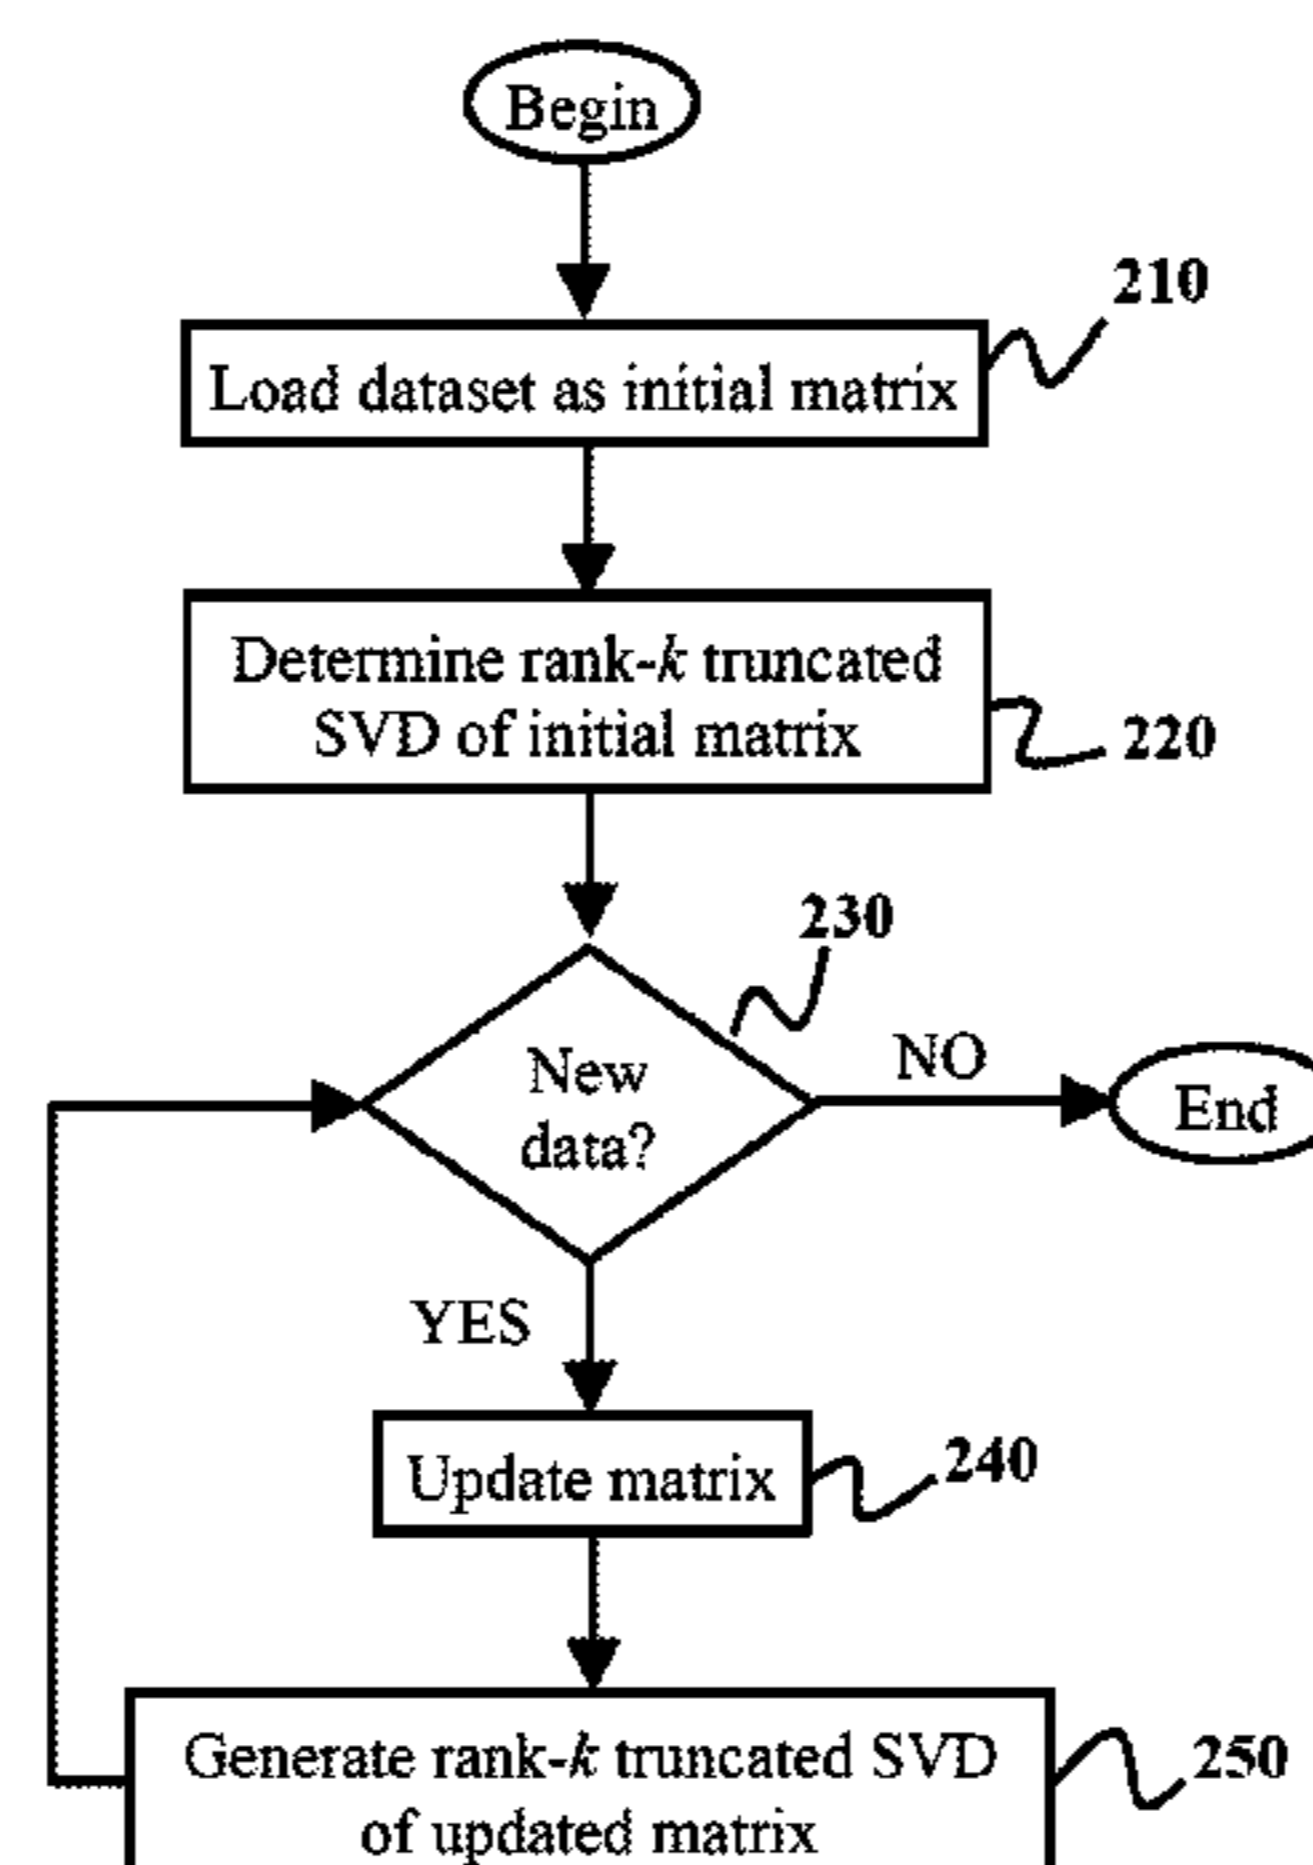 Begin
210
Load dataset as initial matrix
Determine rank-k truncated
SVD of initial matrix
220
230
New
data?
NO
End
YES
Update matrix
240
Generate rank-k truncated SVD
of updated matrix
250